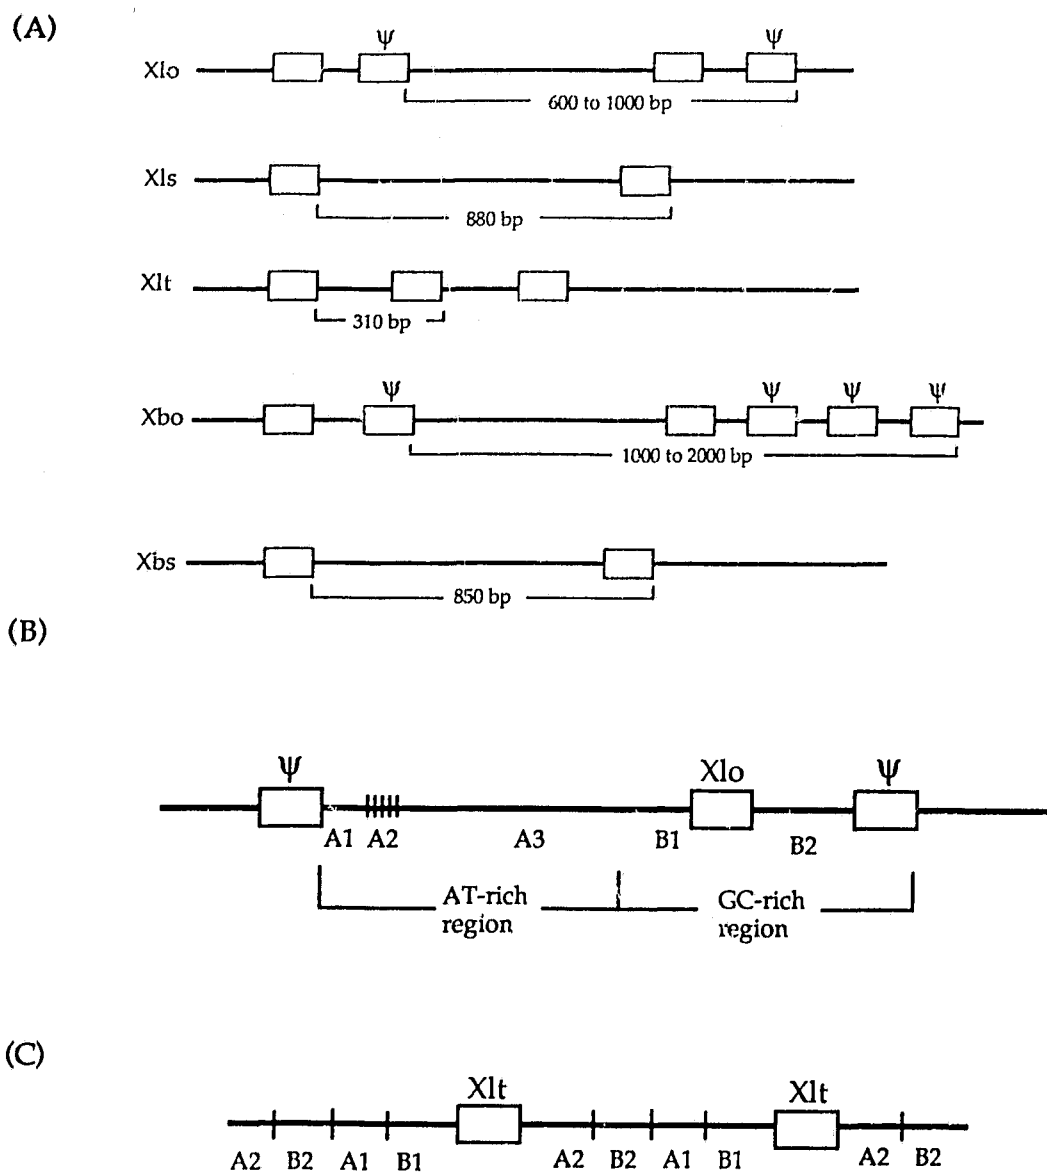 (A)
ψ ψ
Xlo
600 to 1000 bp
Xls
880 bp
Xlt
310 bp
ψ ψ ψ ψ
Xbo
1000 to 2000 bp
Xbs
850 bp
(B)
ψ Xlo ψ
A1 A2 A3 B1 B2
AT-rich GC-rich
region region
(C)
Xlt Xlt
A2 B2 A1 B1 A2 B2 A1 B1 A2 B2